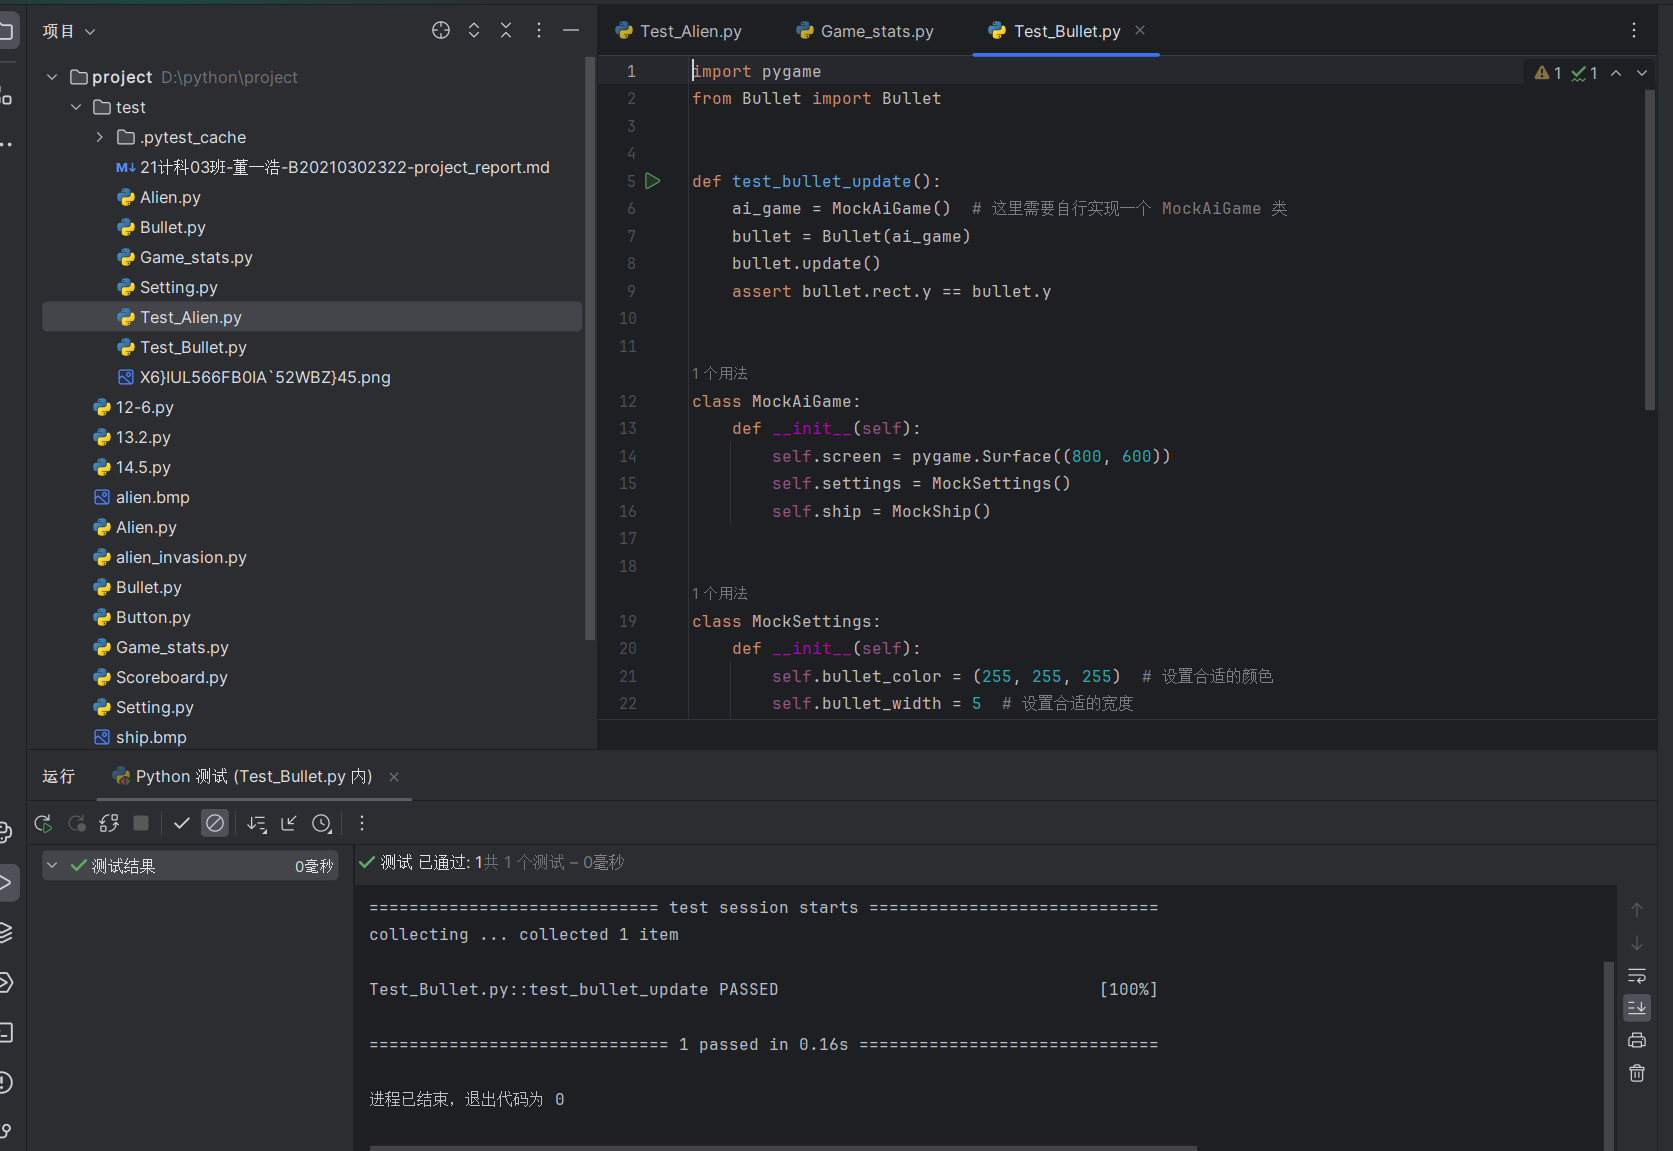 项目
project D:\python\project
test
.pytest_cache
M↓ 21计科03班-董一浩-B20210302322-project_report.md
Alien.py
Bullet.py
Game_stats.py
Setting.py
Test_Alien.py
Test_Bullet.py
X6}IUL566FB0IA`52WBZ}45.png
12-6.py
13.2.py
14.5.py
alien.bmp
Alien.py
alien_invasion.py
Bullet.py
Button.py
Game_stats.py
Scoreboard.py
Setting.py
ship.bmp
Test_Alien.py Game_stats.py Test_Bullet.py
1 1
1 import pygame
2 from Bullet import Bullet
3
4
5 def test_bullet_update():
6 ai_game = MockAiGame() # 这里需要自行实现一个 MockAiGame 类
7 bullet = Bullet(ai_game)
8 bullet.update()
9 assert bullet.rect.y == bullet.y
10
11
1 个用法
12 class MockAiGame:
13 def __init__(self):
14 self.screen = pygame.Surface((800, 600))
15 self.settings = MockSettings()
16 self.ship = MockShip()
17
18
1 个用法
19 class MockSettings:
20 def __init__(self):
21 self.bullet_color = (255, 255, 255) # 设置合适的颜色
22 self.bullet_width = 5 # 设置合适的宽度
运行 Python 测试 (Test_Bullet.py 内)
测试结果 0毫秒
测试 已通过: 1共 1 个测试 – 0毫秒
============================= test session starts =============================
collecting ... collected 1 item
Test_Bullet.py::test_bullet_update PASSED [100%]
============================== 1 passed in 0.16s ==============================
进程已结束，退出代码为 0